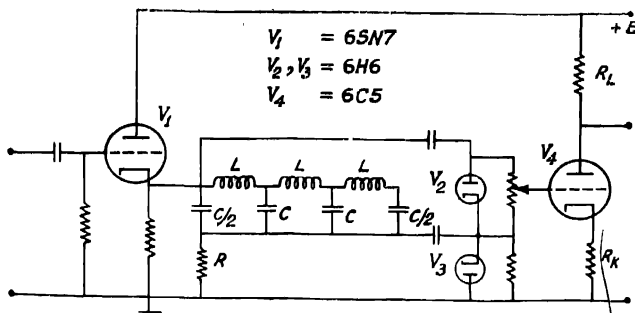 +B
V1 = 6SN7
V2, V3 = 6H6
V4 = 6C5
RL
V1
V4
L L L
V2
C/2 C C C/2
R
V3
RK